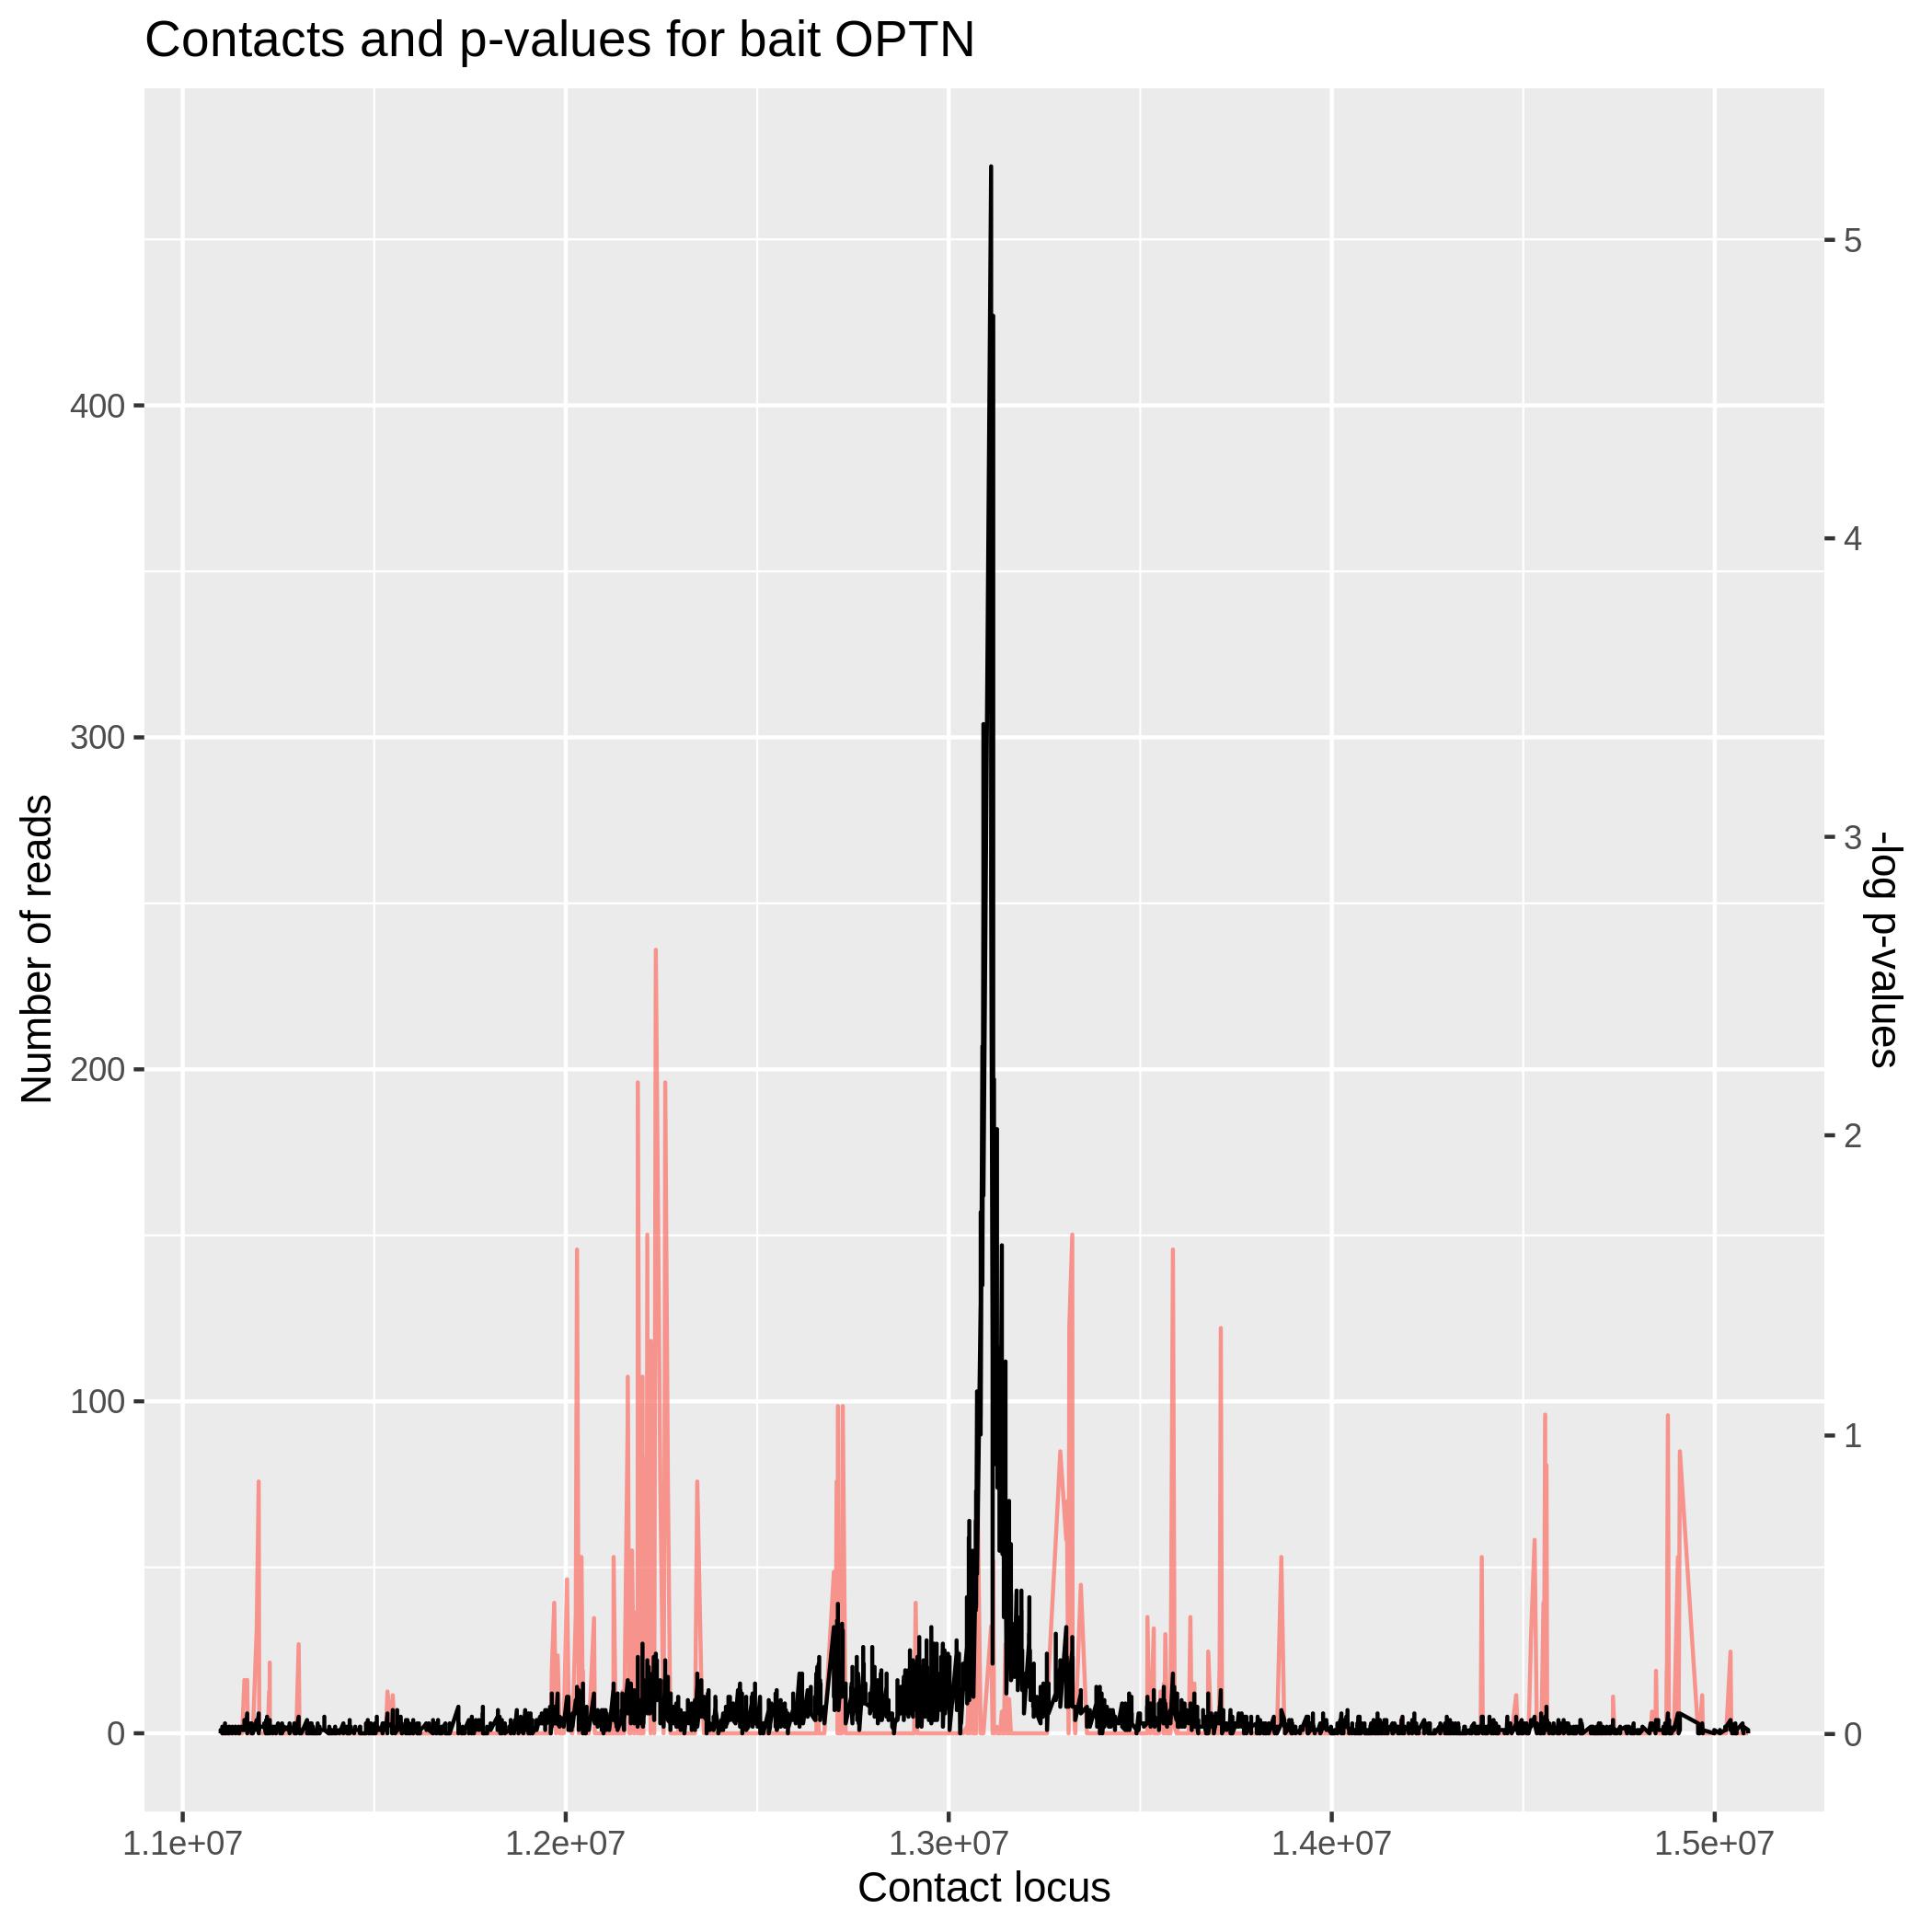 Contacts and p-values for bait OPTN
Number of reads
400
300
200
100
0
5
4
3
2
1
0
-log p-values
1.1e+07
1.2e+07
1.3e+07
1.4e+07
1.5e+07
Contact locus